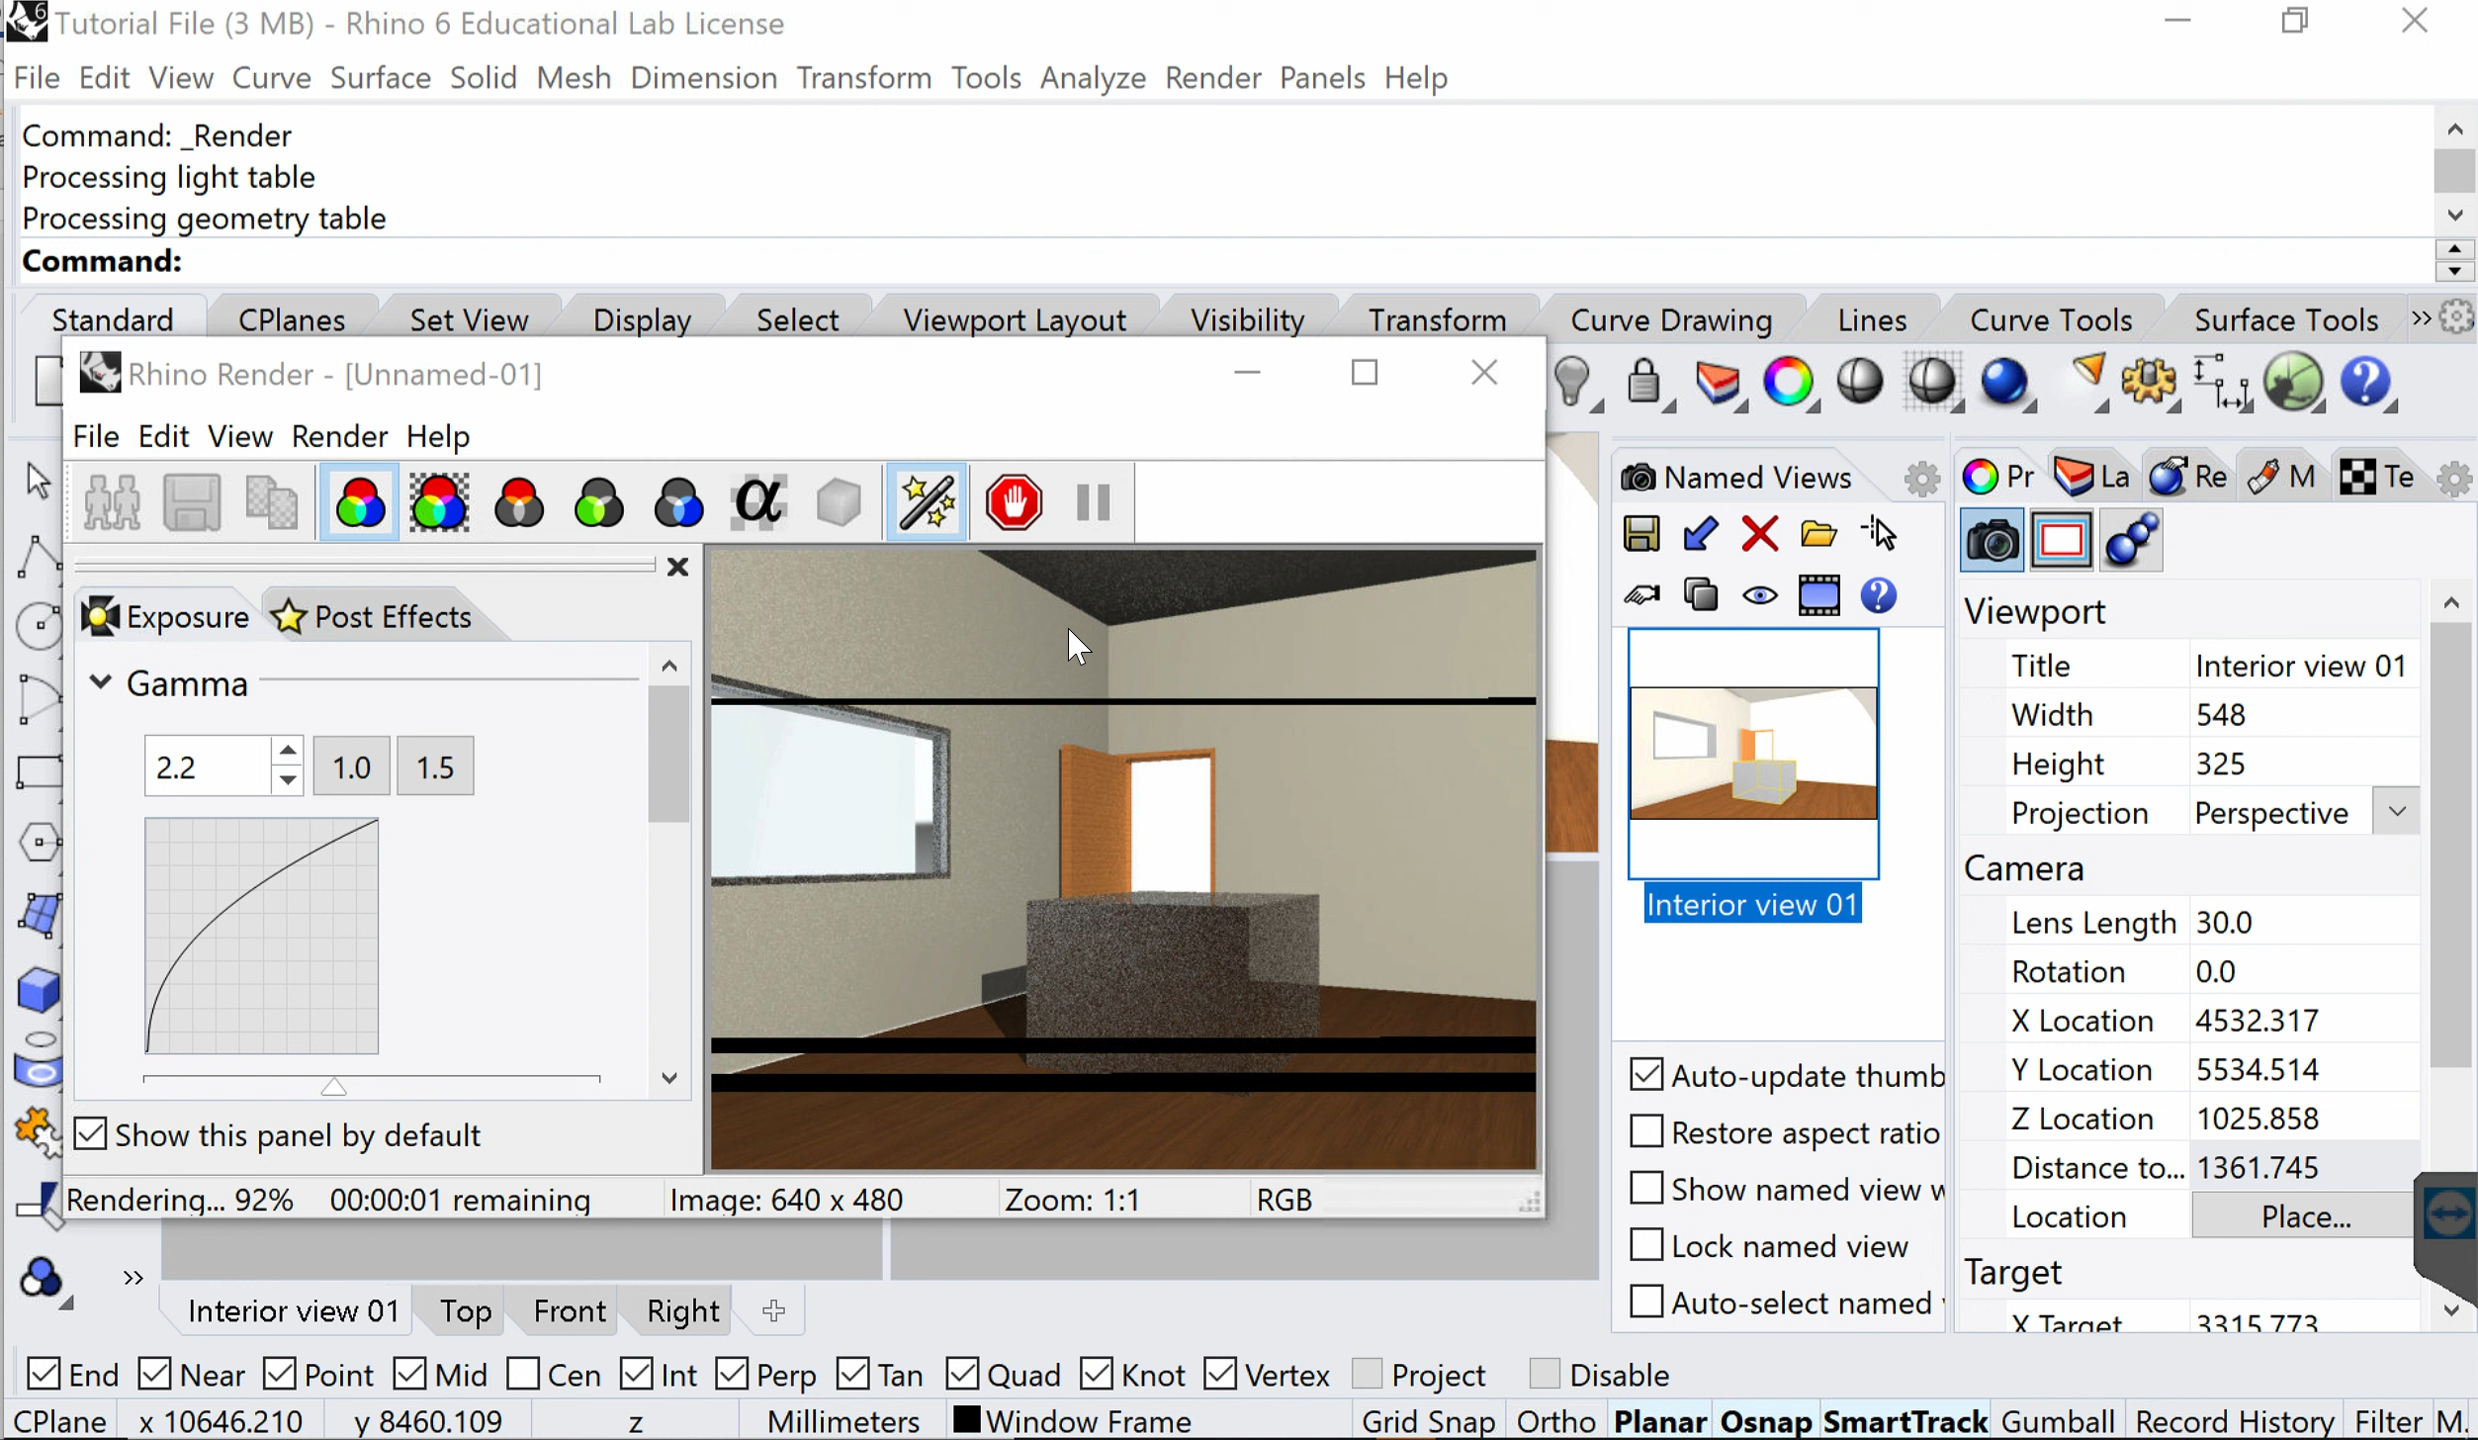 Tutorial File (3 MB) - Rhino 6 Educational Lab License
File Edit View Curve Surface Solid Mesh Dimension Transform Tools Analyze Render Panels Help
Command: _Render
Processing light table
Processing geometry table
Command:
Standard CPlanes Set View Display Select Viewport Layout Visibility Transform Curve Drawing Lines Curve Tools Surface Tools
Rhino Render - [Unnamed-01]
File Edit View Render Help
Exposure Post Effects
Gamma
2.2 1.0 1.5
Show this panel by default
Rendering... 92% 00:00:01 remaining Image: 640 x 480 Zoom: 1:1 RGB
Named Views
Interior view 01
Auto-update thumb
Restore aspect ratio
Show named view w
Lock named view
Auto-select named
Pr La Re M Te
Viewport
Title Interior view 01
Width 548
Height 325
Projection Perspective
Camera
Lens Length 30.0
Rotation 0.0
X Location 4532.317
Y Location 5534.514
Z Location 1025.858
Distance to... 1361.745
Location Place...
Target
X Target 3315.773
Interior view 01 Top Front Right
End Near Point Mid Cen Int Perp Tan Quad Knot Vertex Project Disable
CPlane x 10646.210 y 8460.109 z Millimeters Window Frame Grid Snap Ortho Planar Osnap SmartTrack Gumball Record History Filter M.